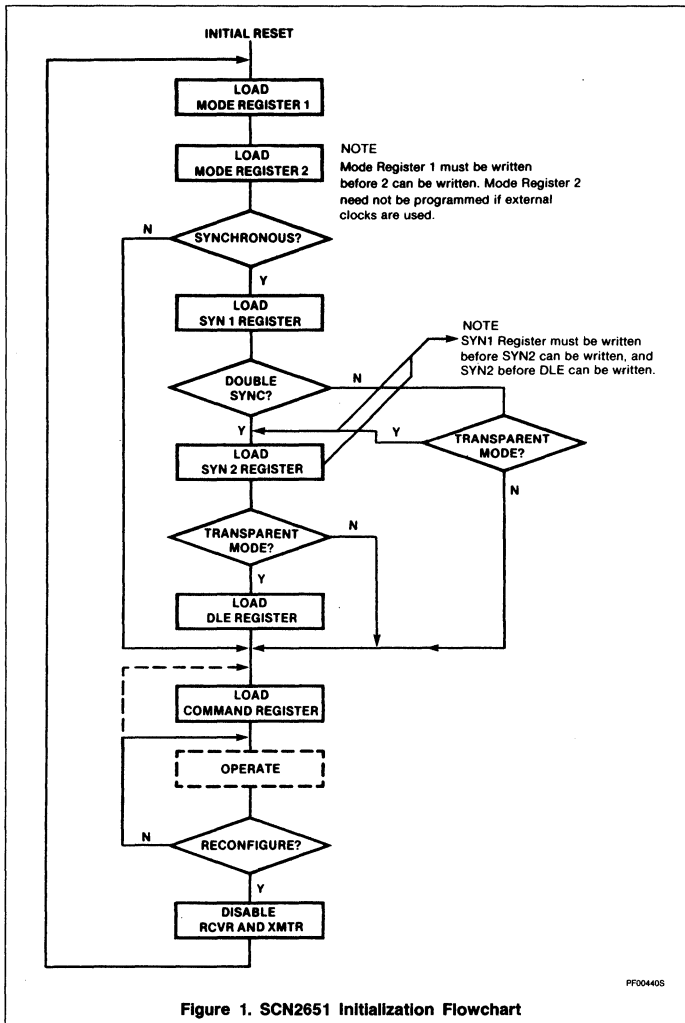 INITIAL RESET
LOAD
MODE REGISTER 1
LOAD
MODE REGISTER 2
NOTE
Mode Register 1 must be written
before 2 can be written. Mode Register 2
need not be programmed if external
clocks are used.
N
SYNCHRONOUS?
Y
LOAD
SYN 1 REGISTER
NOTE
SYN1 Register must be written
before SYN2 can be written, and
SYN2 before DLE can be written.
DOUBLE
SYNC?
N
Y
Y
TRANSPARENT
MODE?
LOAD
SYN 2 REGISTER
N
TRANSPARENT
MODE?
N
Y
LOAD
DLE REGISTER
LOAD
COMMAND REGISTER
OPERATE
N
RECONFIGURE?
Y
DISABLE
RCVR AND XMTR
PF00440S
Figure 1. SCN2651 Initialization Flowchart